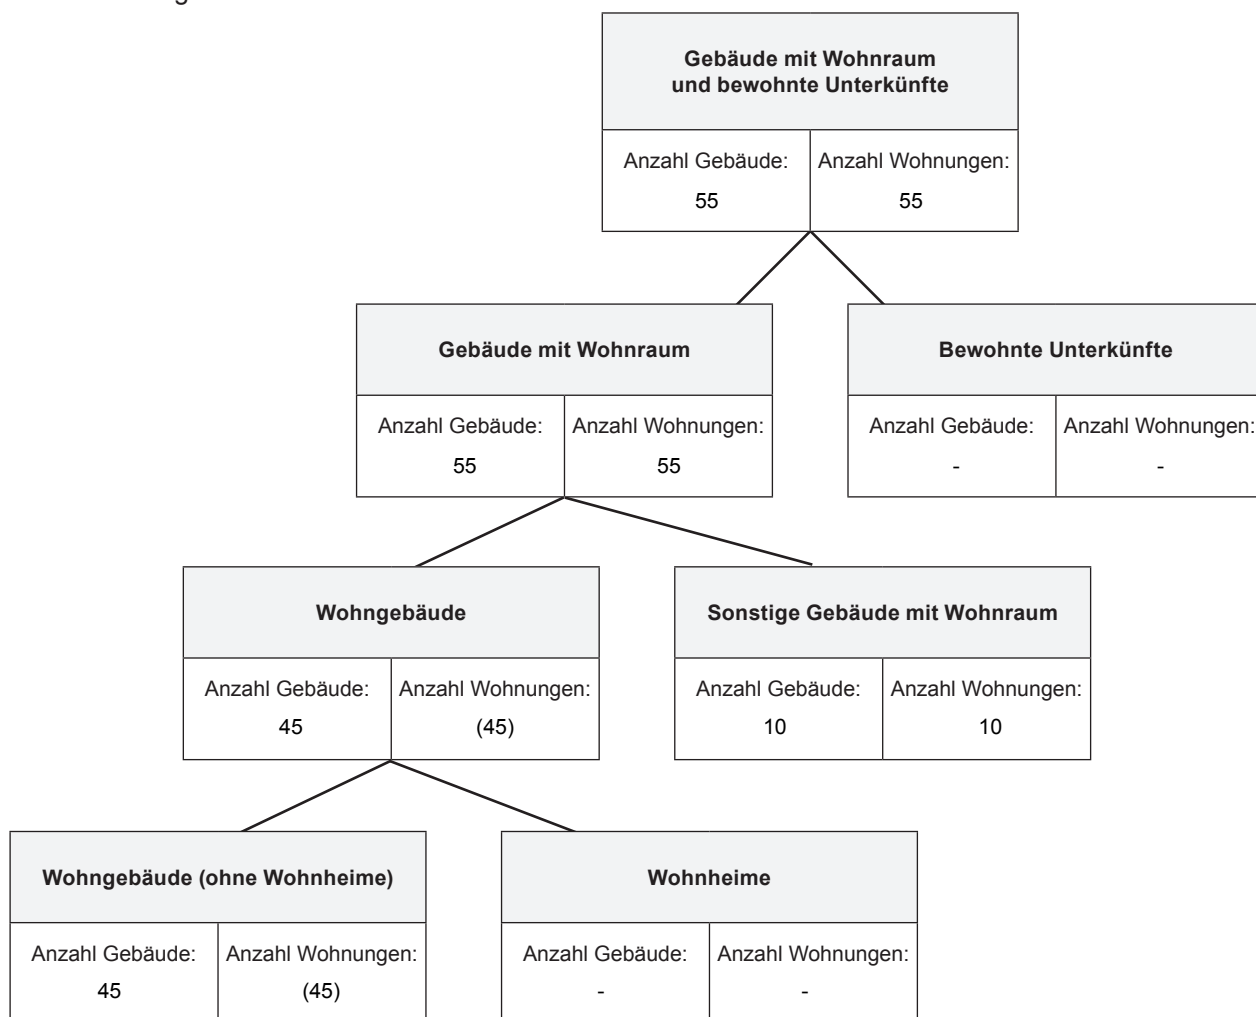 Gebäude mit Wohnraum
und bewohnte Unterkünfte
Anzahl Gebäude: Anzahl Wohnungen:
55 55
Gebäude mit Wohnraum Bewohnte Unterkünfte
Anzahl Gebäude: Anzahl Wohnungen: Anzahl Gebäude: Anzahl Wohnungen:
55 55 - -
Wohngebäude Sonstige Gebäude mit Wohnraum
Anzahl Gebäude: Anzahl Wohnungen: Anzahl Gebäude: Anzahl Wohnungen:
45 (45) 10 10
Wohngebäude (ohne Wohnheime) Wohnheime
Anzahl Gebäude: Anzahl Wohnungen: Anzahl Gebäude: Anzahl Wohnungen:
45 (45) - -